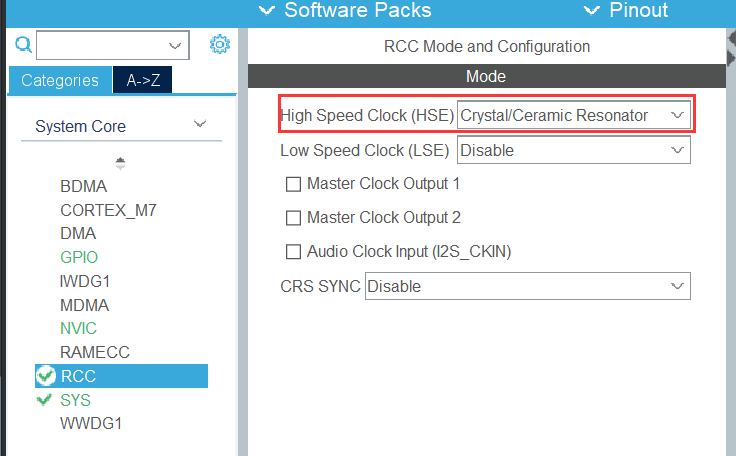 Software Packs
Pinout
Categories
A->Z
System Core
BDMA
CORTEX_M7
DMA
GPIO
IWDG1
MDMA
NVIC
RAMECC
RCC
SYS
WWDG1
RCC Mode and Configuration
Mode
High Speed Clock (HSE) Crystal/Ceramic Resonator
Low Speed Clock (LSE) Disable
Master Clock Output 1
Master Clock Output 2
Audio Clock Input (I2S_CKIN)
CRS SYNC Disable